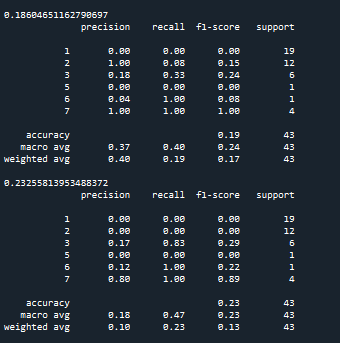 0.18604651162790697
precision recall f1-score support
1 0.00 0.00 0.00 19
2 1.00 0.08 0.15 12
3 0.18 0.33 0.24 6
5 0.00 0.00 0.00 1
6 0.04 1.00 0.08 1
7 1.00 1.00 1.00 4
accuracy 0.19 43
macro avg 0.37 0.40 0.24 43
weighted avg 0.40 0.19 0.17 43
0.23255813953488372
precision recall f1-score support
1 0.00 0.00 0.00 19
2 0.00 0.00 0.00 12
3 0.17 0.83 0.29 6
5 0.00 0.00 0.00 1
6 0.12 1.00 0.22 1
7 0.80 1.00 0.89 4
accuracy 0.23 43
macro avg 0.18 0.47 0.23 43
weighted avg 0.10 0.23 0.13 43